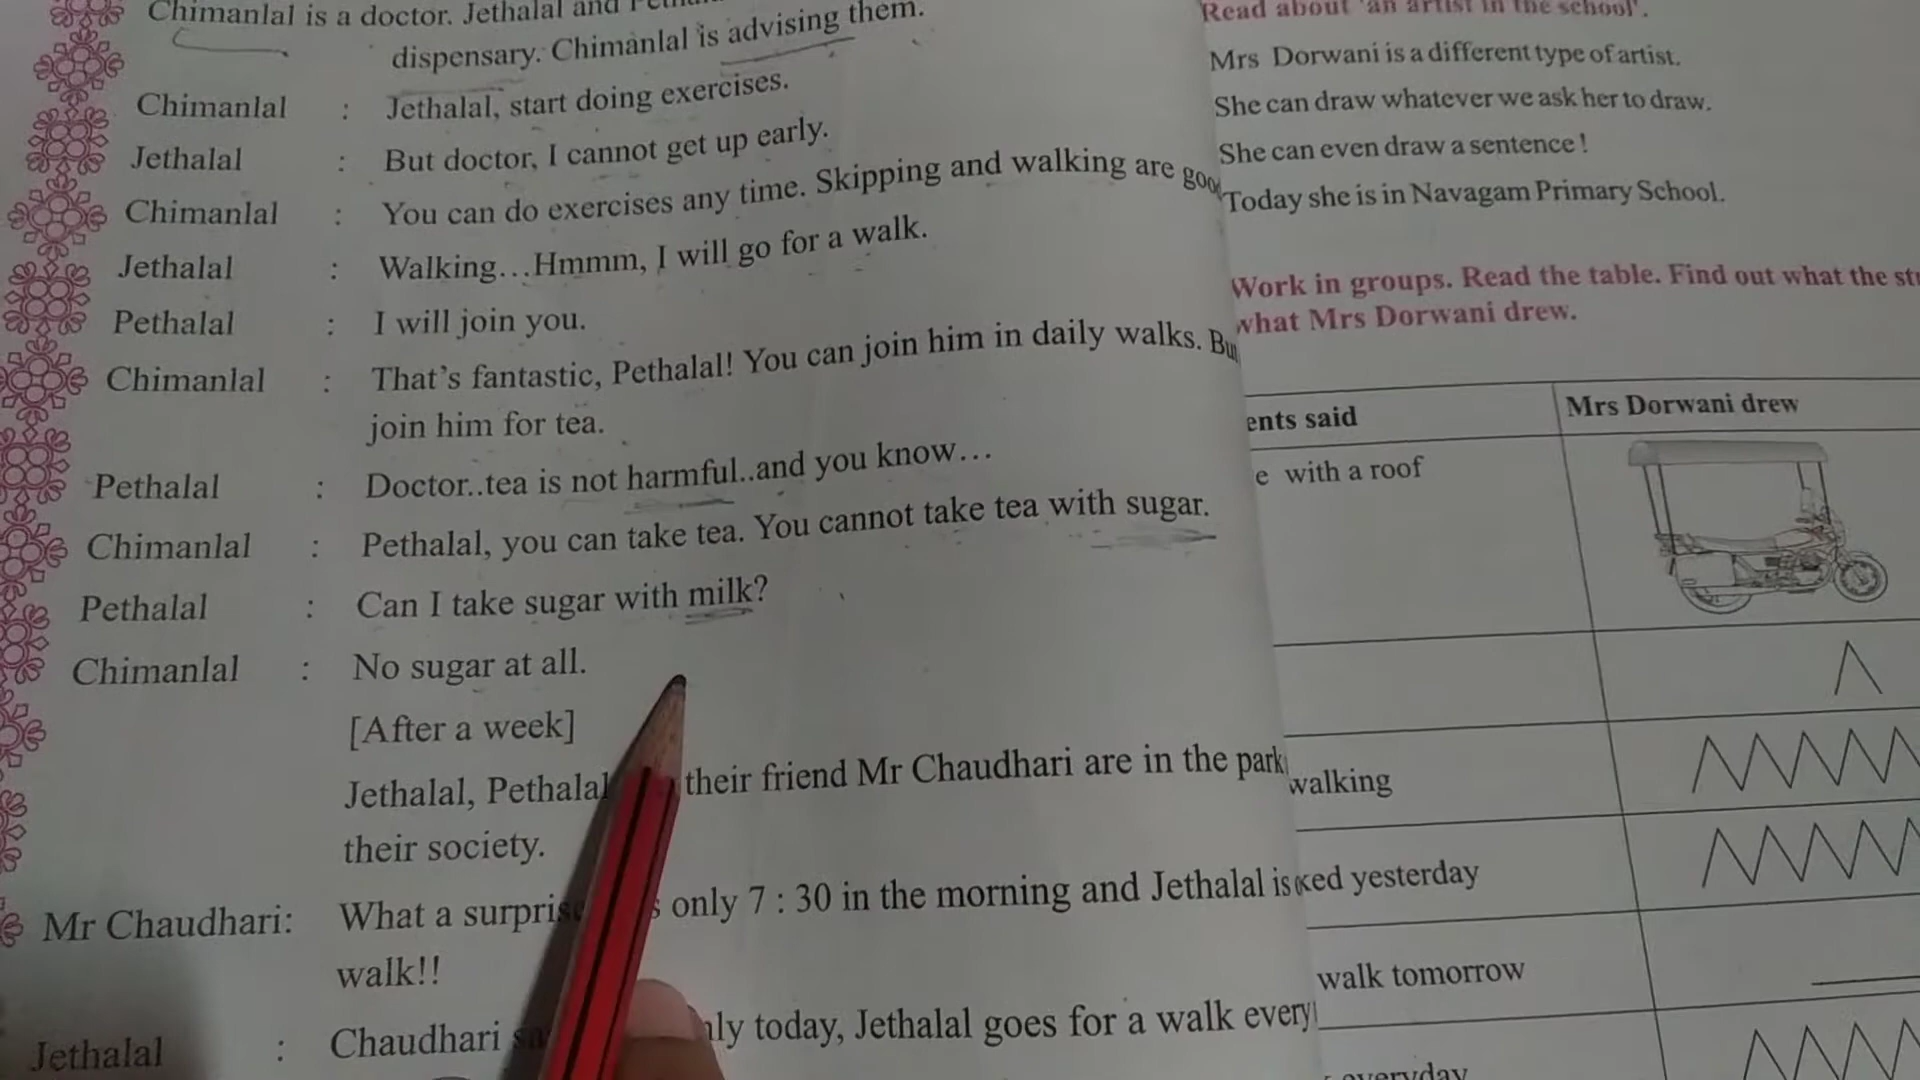 Chimanlal is a doctor. Jethalal and
dispensary. Chimanlal is advising them.
Chimanlal : Jethalal, start doing exercises.
Jethalal : But doctor, I cannot get up early.
Chimanlal : You can do exercises any time. Skipping and walking are
Jethalal : Walking...Hmmm, I will go for a walk.
Pethalal : I will join you.
Chimanlal : That's fantastic, Pethalal! You can join him in daily walks.
join him for tea.
Pethalal : Doctor..tea is not harmful..and you know...
Chimanlal : Pethalal, you can take tea. You cannot take tea with sugar.
Pethalal : Can I take sugar with milk?
Chimanlal : No sugar at all.
[After a week]
Jethalal, Pethalal their friend Mr Chaudhari are in the park
their society.
Mr Chaudhari: What a surprise only 7 : 30 in the morning and Jethalal is
walk!!
Jethalal : Chaudhari today, Jethalal goes for a walk every
Read about 'an artist in the school'.
Mrs Dorwani is a different type of artist.
She can draw whatever we ask her to draw.
She can even draw a sentence!
Today she is in Navagam Primary School.
Work in groups. Read the table. Find out what the
what Mrs Dorwani drew.
said Mrs Dorwani drew
with a roof
walking
yesterday
walk tomorrow
everyday